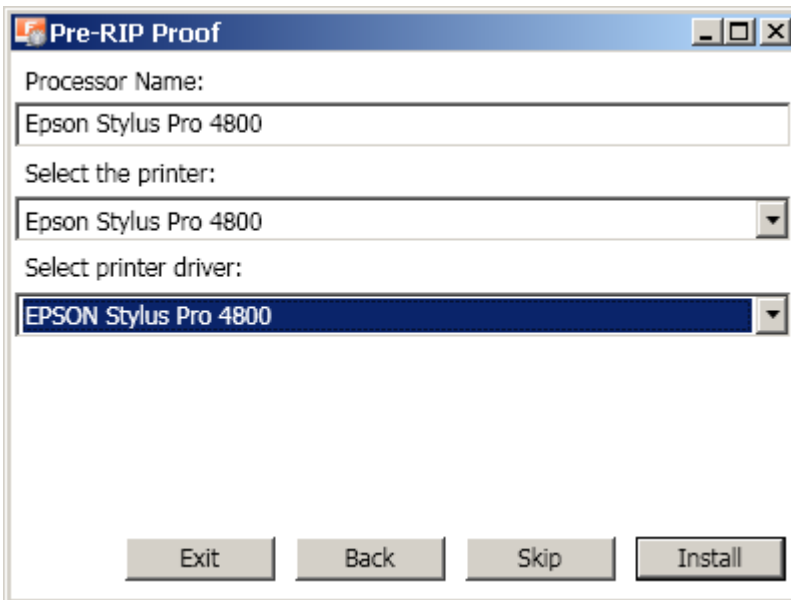 Pre-RIP Proof
Processor Name:
Epson Stylus Pro 4800
Select the printer:
Epson Stylus Pro 4800
Select printer driver:
EPSON Stylus Pro 4800
Exit Back Skip Install